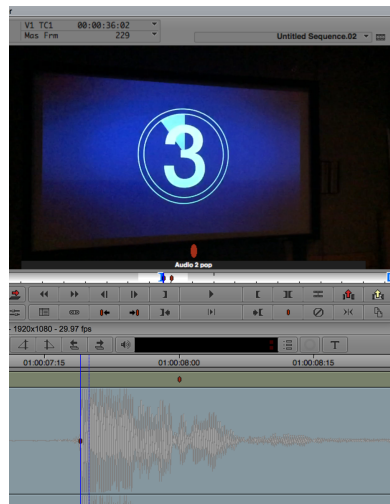 V1 TC1 00:00:36:02
Mas Frm 229
Untitled Sequence.02
3
Audio 2 pop
- 1920x1080 - 29.97 fps
T
01:00:07:15 01:00:08:00 01:00:08:15